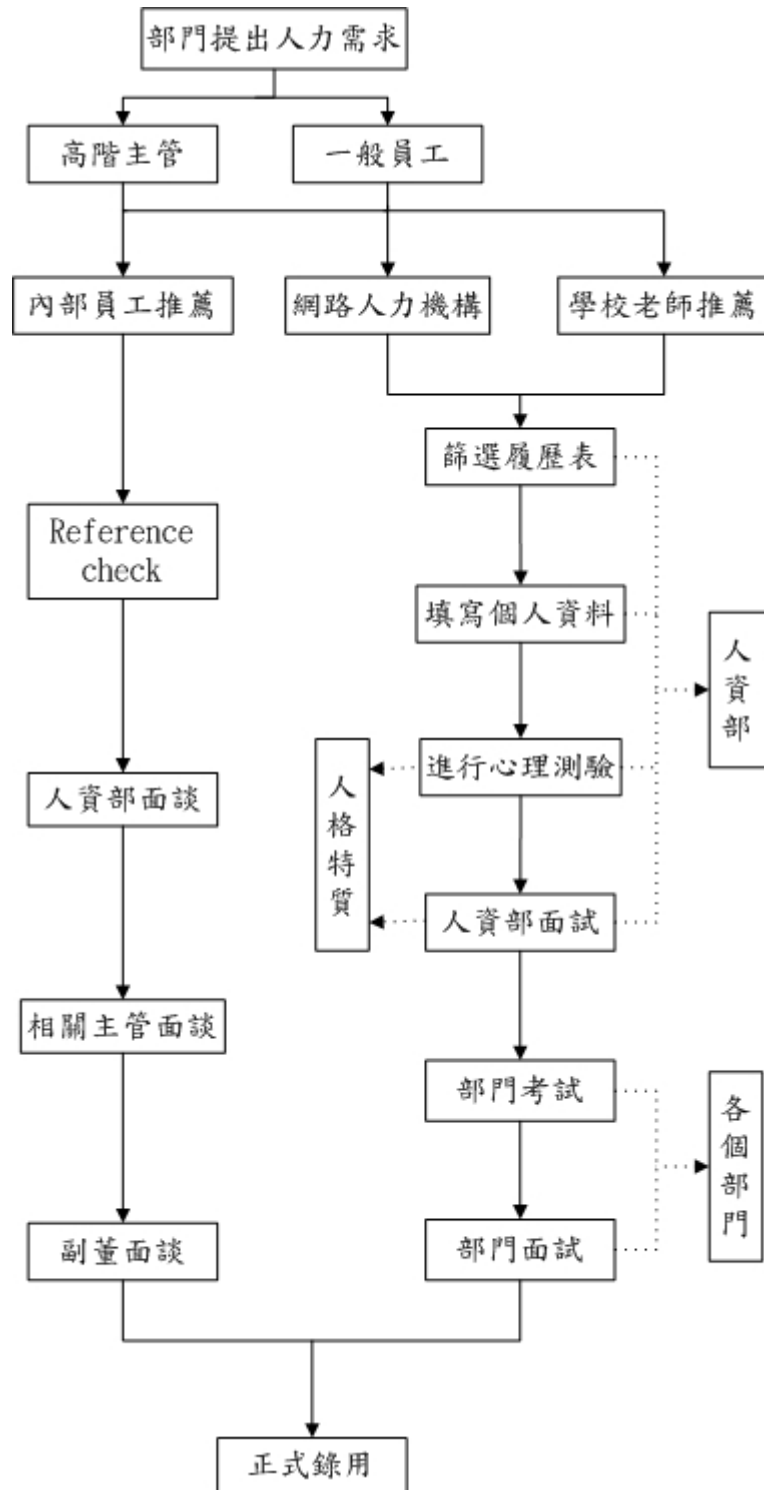 部門提出人力需求
高階主管
一般員工
內部員工推薦
網路人力機構
學校老師推薦
篩選履歷表
Reference
check
填寫個人資料
人資部
進行心理測驗
人格特質
人資部面談
人資部面試
相關主管面談
部門考試
各個部門
副董面談
部門面試
正式錄用